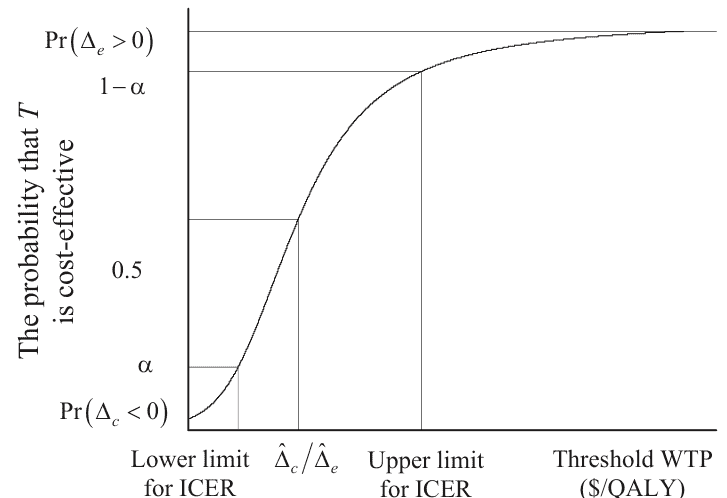 Pr(Δₑ > 0)
1−α
The probability that T
is cost-effective
0.5
α
Pr(Δ꜀ < 0)
Lower limit
for ICER
Δ̂꜀/Δ̂ₑ
Upper limit
for ICER
Threshold WTP
($/QALY)